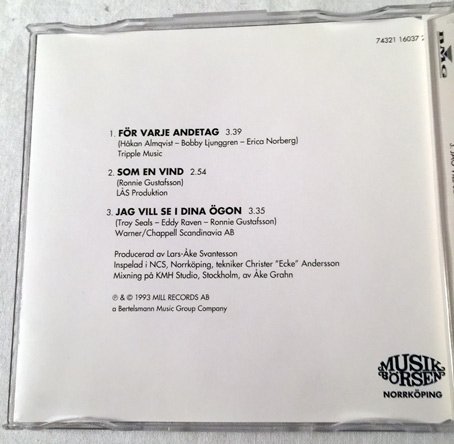 74321 16037 2
BMG
1. FÖR VARJE ANDETAG 3.39
(Håkan Almqvist – Bobby Ljunggren – Erica Norberg)
Tripple Music
2. SOM EN VIND 2.54
(Ronnie Gustafsson)
LÅS Produktion
3. JAG VILL SE I DINA ÖGON 3.35
(Troy Seals – Eddy Raven – Ronnie Gustafsson)
Warner/Chappell Scandinavia AB
Producerad av Lars-Åke Svantesson
Inspelad i NCS, Norrköping, tekniker Christer "Ecke" Andersson
Mixning på KMH Studio, Stockholm, av Åke Grahn
℗ & © 1993 MILL RECORDS AB
a Bertelsmann Music Group Company
MUSIK
BÖRSEN
NORRKÖPING